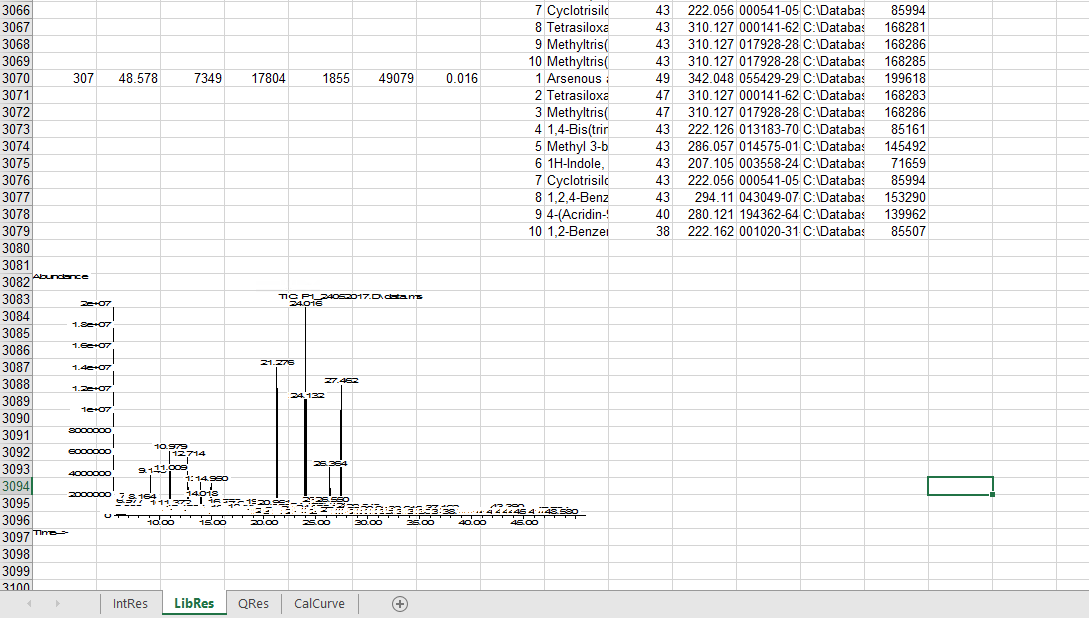 3066 7 Cyclotrisilo 43 222.056 000541-05 C:\Databas 85994
3067 8 Tetrasiloxa 43 310.127 000141-62 C:\Databas 168281
3068 9 Methyltris( 43 310.127 017928-28 C:\Databas 168286
3069 10 Methyltris( 43 310.127 017928-28 C:\Databas 168285
3070 307 48.578 7349 17804 1855 49079 0.016 1 Arsenous a 49 342.048 055429-29 C:\Databas 199618
3071 2 Tetrasiloxa 47 310.127 000141-62 C:\Databas 168283
3072 3 Methyltris( 47 310.127 017928-28 C:\Databas 168286
3073 4 1,4-Bis(trir 43 222.126 013183-70 C:\Databas 85161
3074 5 Methyl 3-b 43 286.057 014575-01 C:\Databas 145492
3075 6 1H-Indole, 43 207.105 003558-24 C:\Databas 71659
3076 7 Cyclotrisilo 43 222.056 000541-05 C:\Databas 85994
3077 8 1,2,4-Benz 43 294.11 043049-07 C:\Databas 153290
3078 9 4-(Acridin-9 40 280.121 194362-64 C:\Databas 139962
3079 10 1,2-Benzen 38 222.162 001020-31 C:\Databas 85507
3080
3081
3082
3083
3084
3085
3086
3087
3088
3089
3090
3091
3092
3093
3094
3095
3096
3097
3098
3099
3100
Abundance
TIC: P1_24052017.D\data.ms
2e+07
1.8e+07
1.6e+07
1.4e+07
1.2e+07
1e+07
8000000
6000000
4000000
2000000
0
24.016
21.276
27.462
24.132
10.979
12.714
26.364
11.009
14.960
14.018
8.164
10.00 15.00 20.00 25.00 30.00 35.00 40.00 45.00
Time-->
IntRes LibRes QRes CalCurve